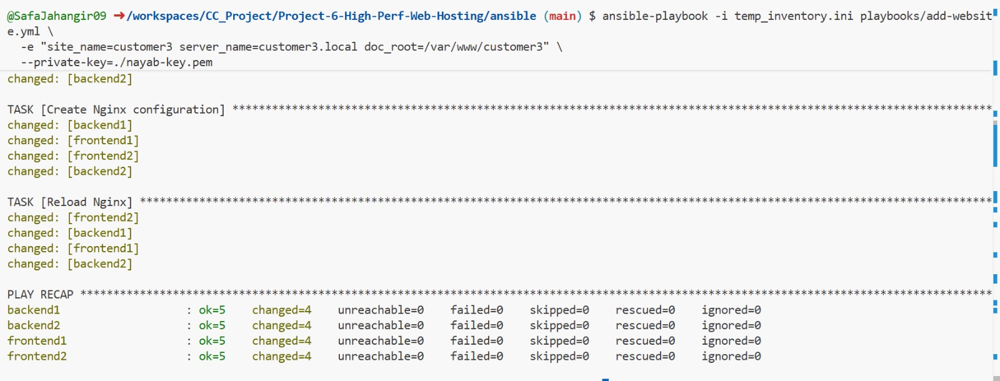 @SafaJahangir09 ➜/workspaces/CC_Project/Project-6-High-Perf-Web-Hosting/ansible (main) $ ansible-playbook -i temp_inventory.ini playbooks/add-websit
e.yml \
  -e "site_name=customer3 server_name=customer3.local doc_root=/var/www/customer3" \
  --private-key=./nayab-key.pem
changed: [backend2]

TASK [Create Nginx configuration] *******************************************************************************************************************
changed: [backend1]
changed: [frontend1]
changed: [frontend2]
changed: [backend2]

TASK [Reload Nginx] *********************************************************************************************************************************
changed: [frontend2]
changed: [backend1]
changed: [frontend1]
changed: [backend2]

PLAY RECAP ******************************************************************************************************************************************
backend1                   : ok=5    changed=4    unreachable=0    failed=0    skipped=0    rescued=0    ignored=0
backend2                   : ok=5    changed=4    unreachable=0    failed=0    skipped=0    rescued=0    ignored=0
frontend1                  : ok=5    changed=4    unreachable=0    failed=0    skipped=0    rescued=0    ignored=0
frontend2                  : ok=5    changed=4    unreachable=0    failed=0    skipped=0    rescued=0    ignored=0